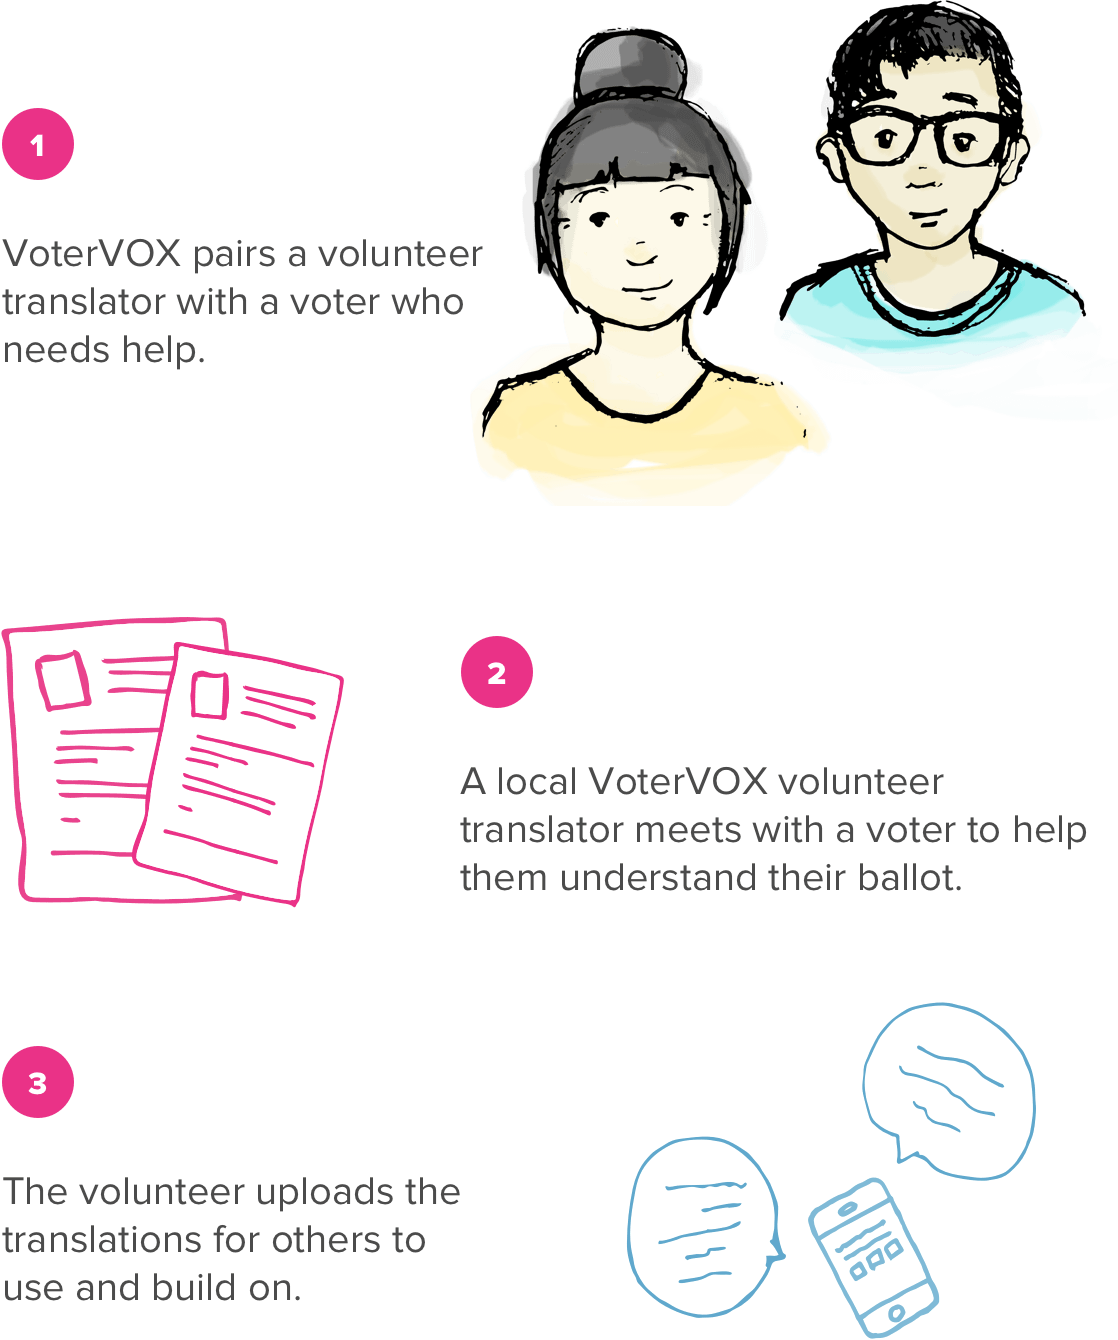 1
VoterVOX pairs a volunteer
translator with a voter who
needs help.
2
A local VoterVOX volunteer
translator meets with a voter to help
them understand their ballot.
3
The volunteer uploads the
translations for others to
use and build on.